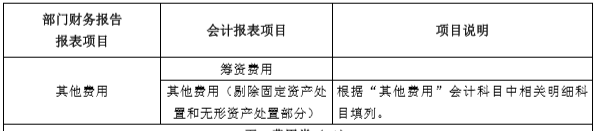 部门财务报告
报表项目
会计报表项目
项目说明
其他费用
筹资费用
其他费用（剔除固定资产处
置和无形资产处置部分）
根据“其他费用”会计科目中相关明细科
目填列。